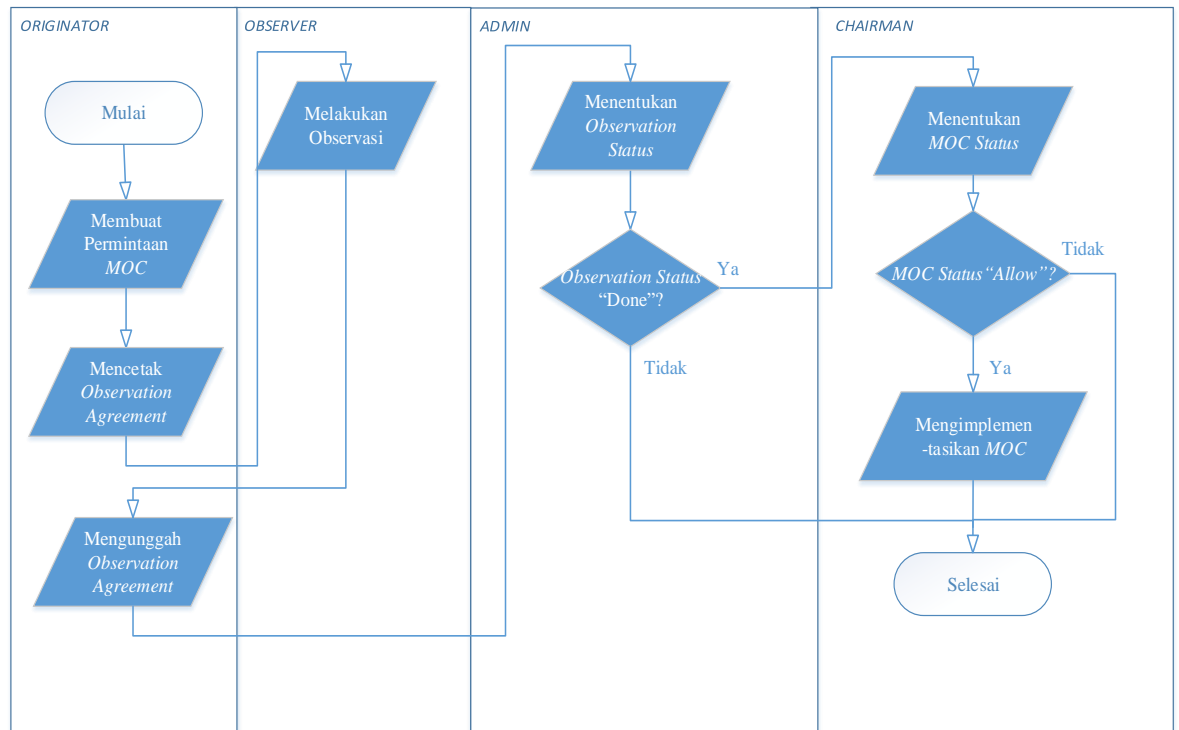 ORIGINATOR
OBSERVER
ADMIN
CHAIRMAN
Mulai
Membuat
Permintaan
MOC
Mencetak
Observation
Agreement
Melakukan
Observasi
Mengunggah
Observation
Agreement
Menentukan
Observation
Status
Observation Status
“Done”?
Ya
Tidak
Menentukan
MOC Status
MOC Status“Allow”?
Tidak
Ya
Mengimplemen
-tasikan MOC
Selesai